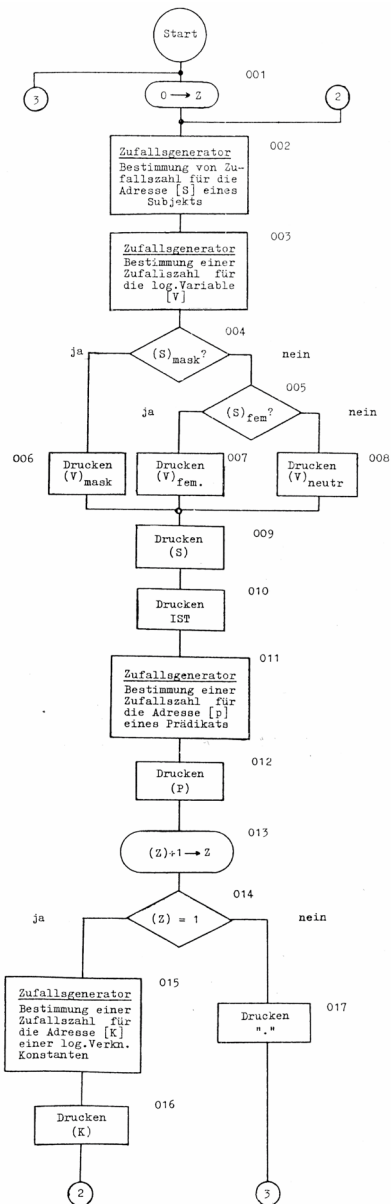 Start
001
3
0 → Z
2
002
Zufallsgenerator
Bestimmung von Zu-
fallszahl für die
Adresse [S] eines
Subjekts
003
Zufallsgenerator
Bestimmung einer
Zufallszahl für
die log.Variable
[V]
004
ja
(S)mask?
nein
005
ja
(S)fem?
nein
006
Drucken
(V)mask
007
Drucken
(V)fem.
008
Drucken
(V)neutr
009
Drucken
(S)
010
Drucken
IST
011
Zufallsgenerator
Bestimmung einer
Zufallszahl für
die Adresse [p]
eines Prädikats
012
Drucken
(P)
013
(Z)+1 → Z
014
ja
(Z) = 1
nein
015
Zufallsgenerator
Bestimmung einer
Zufallszahl für
die Adresse [K]
einer log.Verkn.
Konstanten
017
Drucken
"."
016
Drucken
(K)
2
3